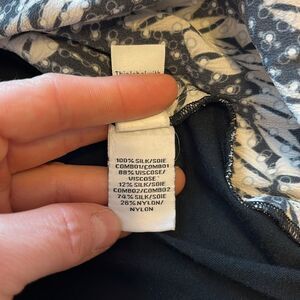 100% SILK/SOIE
COMBO1/COMBO1
88% VISCOSE/
VISCOSE
12% SILK/SOIE
COMBO2/COMBO2
74% SILK/SOIE
26% NYLON/
NYLON